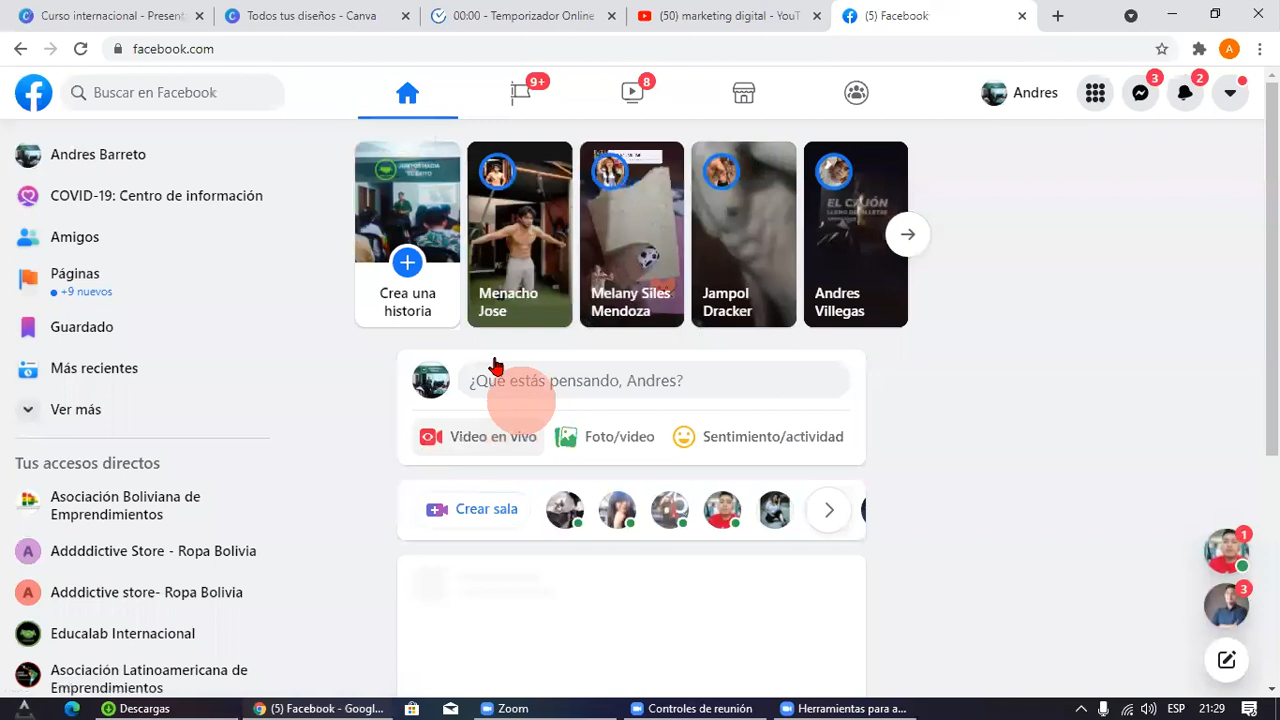 Curso internacional - Present
Todos tus diseños - Canva
00:00 - Temporizador Online
(50) marketing digital - YouT
(5) Facebook
facebook.com
A
Buscar en Facebook
9+
8
Andres
3
2
Andres Barreto
COVID-19: Centro de información
Amigos
Páginas
+9 nuevos
Guardado
Más recientes
Ver más
Tus accesos directos
Asociación Boliviana de
Emprendimientos
A
Addddictive Store - Ropa Bolivia
A
Adddictive store- Ropa Bolivia
Educalab Internacional
Asociación Latinoamericana de
Emprendimientos
Crea una
historia
Menacho
Jose
Melany Siles
Mendoza
Jampol
Dracker
EL CAJÓN
Andres
Villegas
¿Qué estás pensando, Andres?
Video en vivo
Foto/video
Sentimiento/actividad
Crear sala
1
3
Descargas
(5) Facebook - Googl...
Zoom
Controles de reunión
Herramientas para a...
ESP
21:29